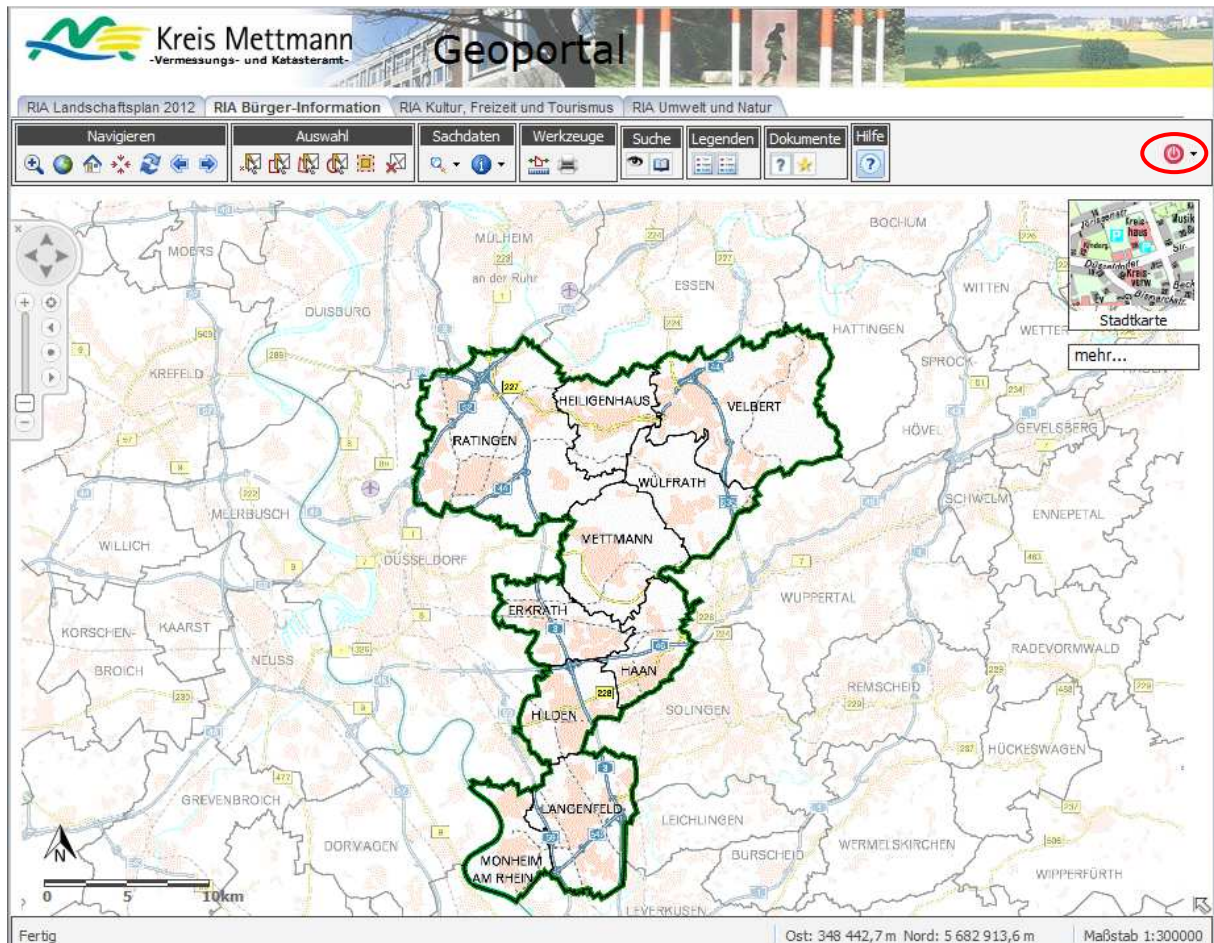 Kreis Mettmann
-Vermessungs- und Katasteramt-
Geoportal
RIA Landschaftsplan 2012 RIA Bürger-Information RIA Kultur, Freizeit und Tourismus RIA Umwelt und Natur
Navigieren Auswahl Sachdaten Werkzeuge Suche Legenden Dokumente Hilfe
Stadtkarte
mehr...
BOCHUM
MÜLHEIM
an der Ruhr
MOERS
ESSEN
WITTEN
DUISBURG
HATTINGEN
WETTER
SPROCK-
HÖVEL
KREFELD
HEILIGENHAUS
VELBERT
GEVELSBERG
RATINGEN
WÜLFRATH
SCHWELM
ENNEPETAL
MEERBUSCH
WILLICH
METTMANN
DÜSSELDORF
WUPPERTAL
ERKRATH
KORSCHEN-
BROICH
KAARST
NEUSS
HAAN
RADEVORMWALD
REMSCHEID
HILDEN
SOLINGEN
HÜCKESWAGEN
GREVENBROICH
LANGENFELD
LEICHLINGEN
DORMAGEN
BURSCHEID
WERMELSKIRCHEN
MONHEIM
AM RHEIN
WIPPERFÜRTH
LEVERKUSEN
N
0 5 10km
Fertig
Ost: 348 442,7 m Nord: 5 682 913,6 m
Maßstab 1:300000